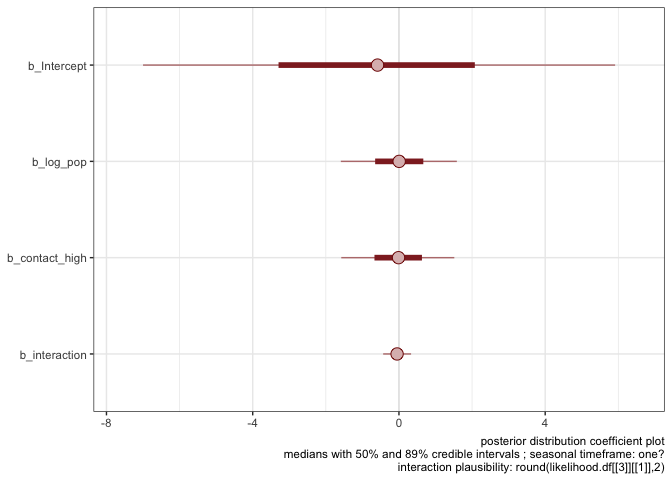 b_Intercept
b_log_pop
b_contact_high
b_interaction
-8 -4 0 4
posterior distribution coefficient plot
medians with 50% and 89% credible intervals ; seasonal timeframe: one?
interaction plausibility: round(likelihood.df[[3]][[1]],2)